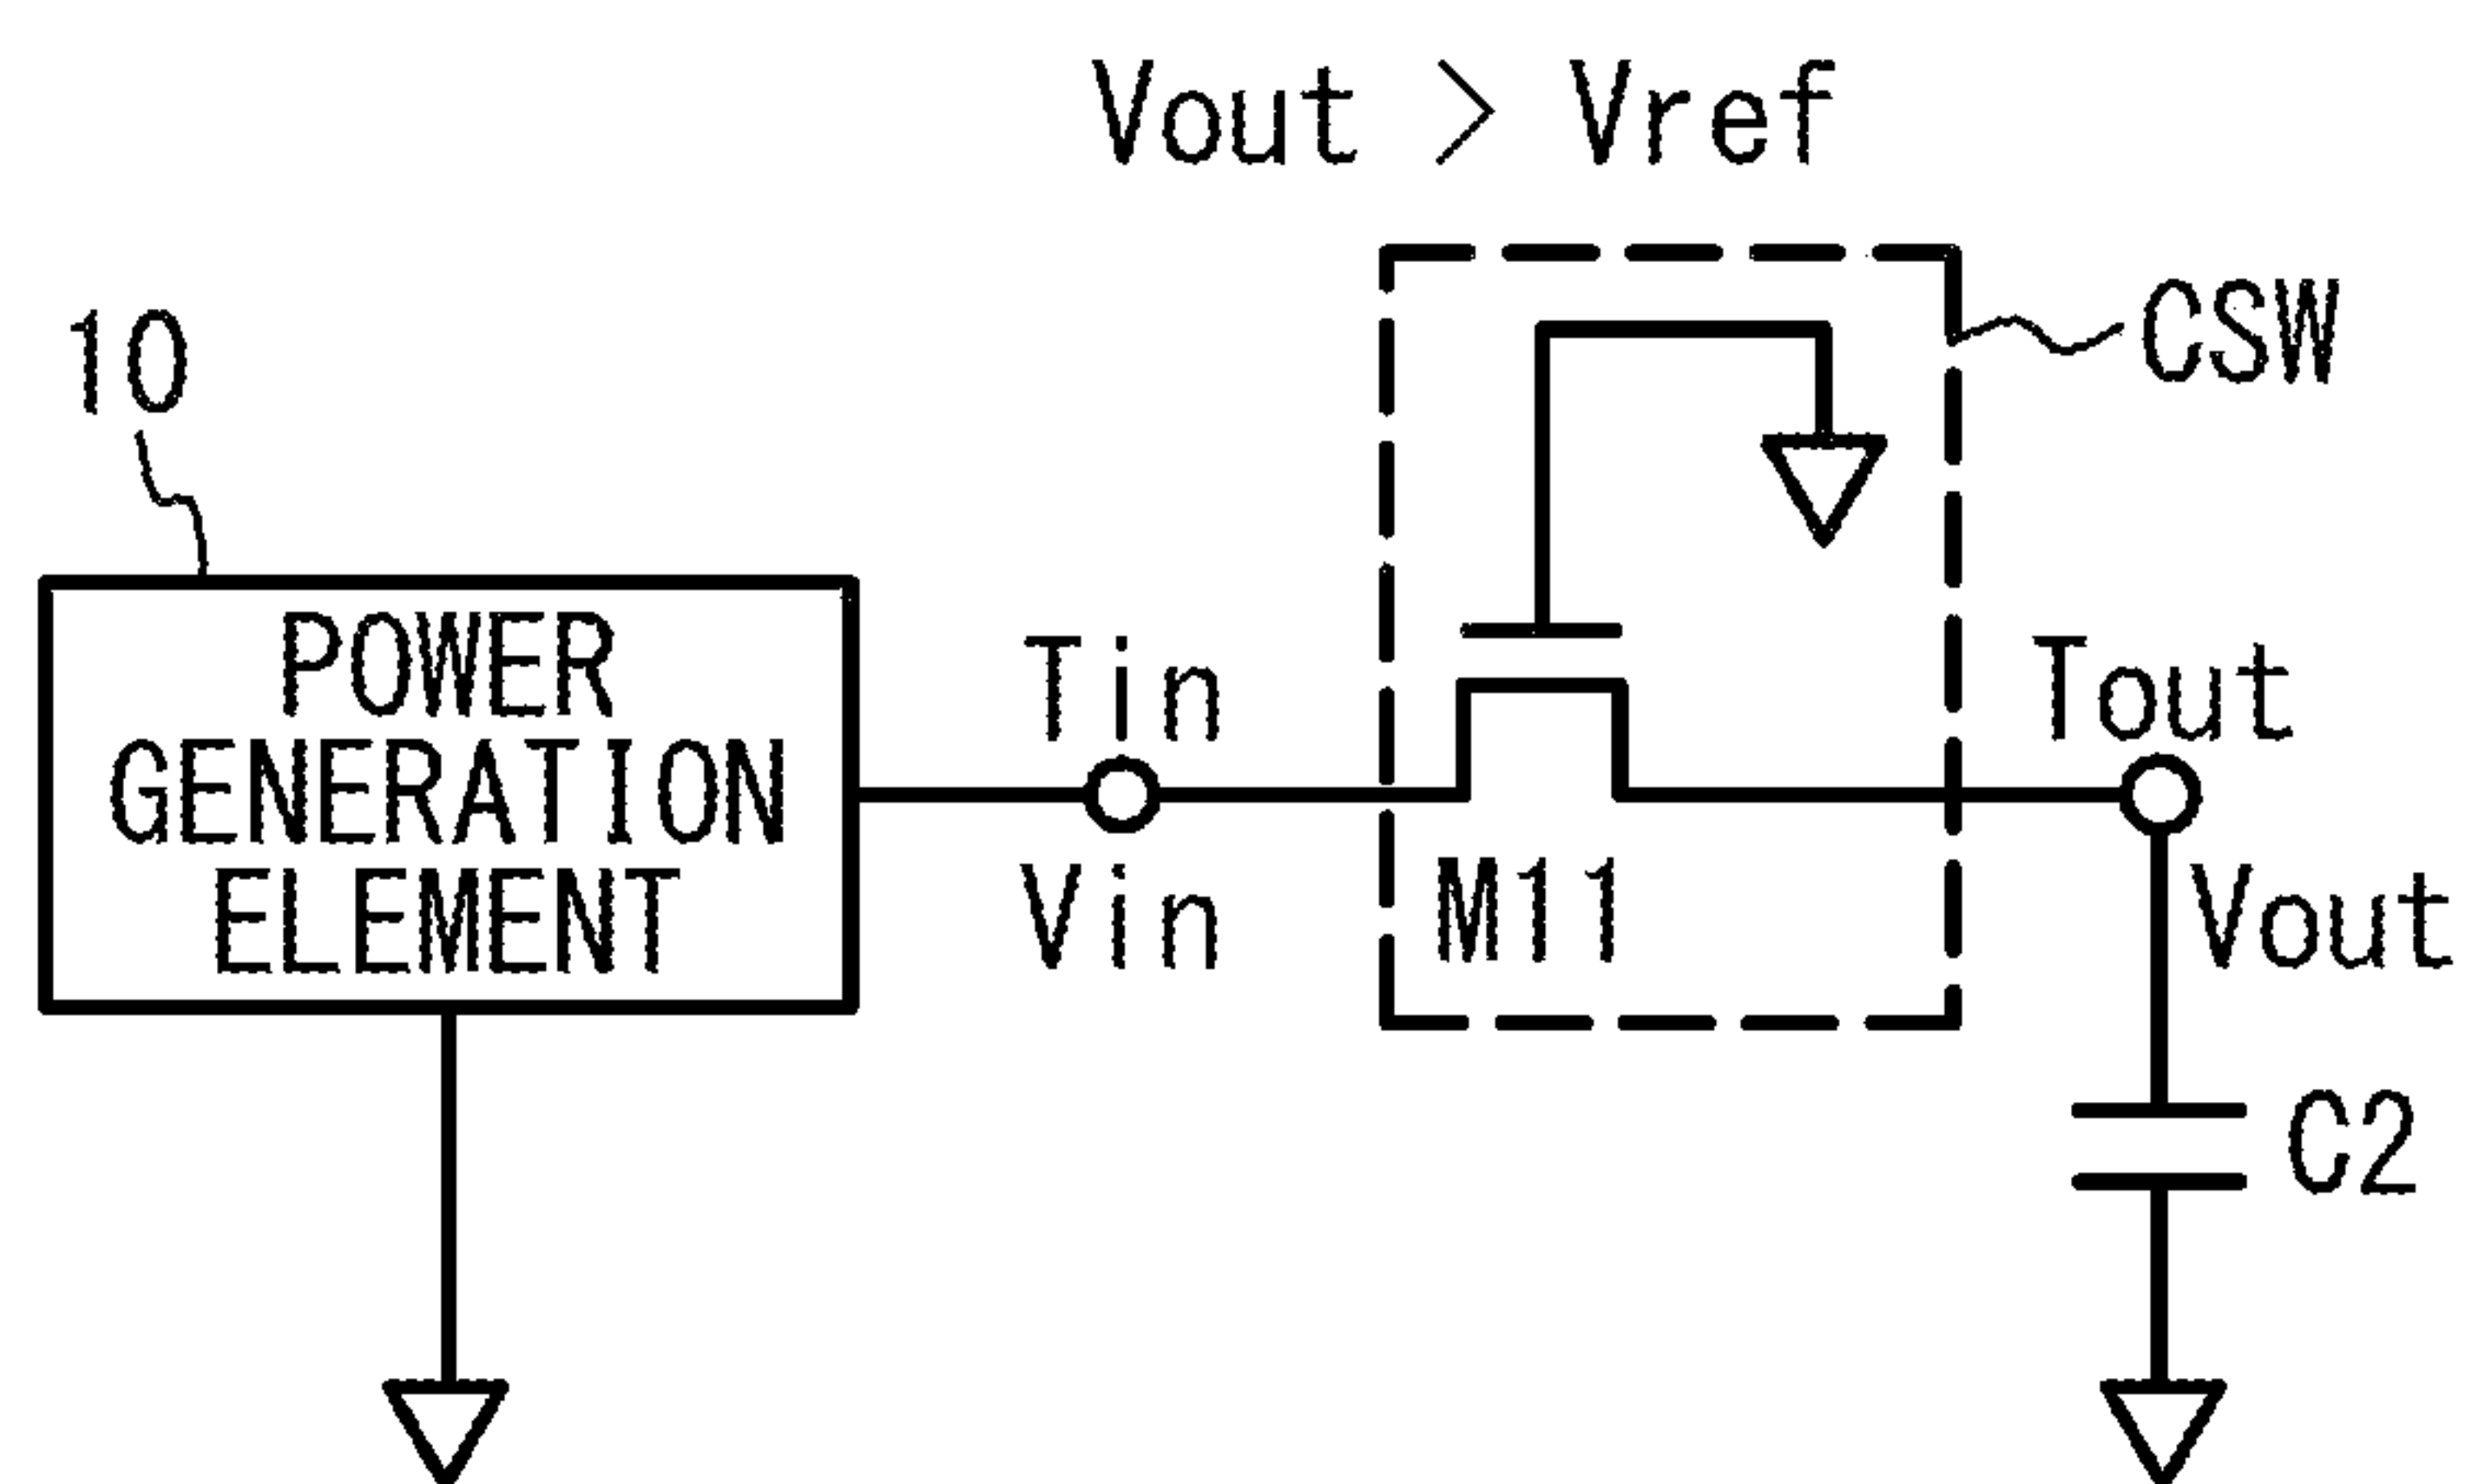 Vout > Vref
10
CSW
POWER
GENERATION
ELEMENT
Tin
Tout
Vin
M11
Vout
C2